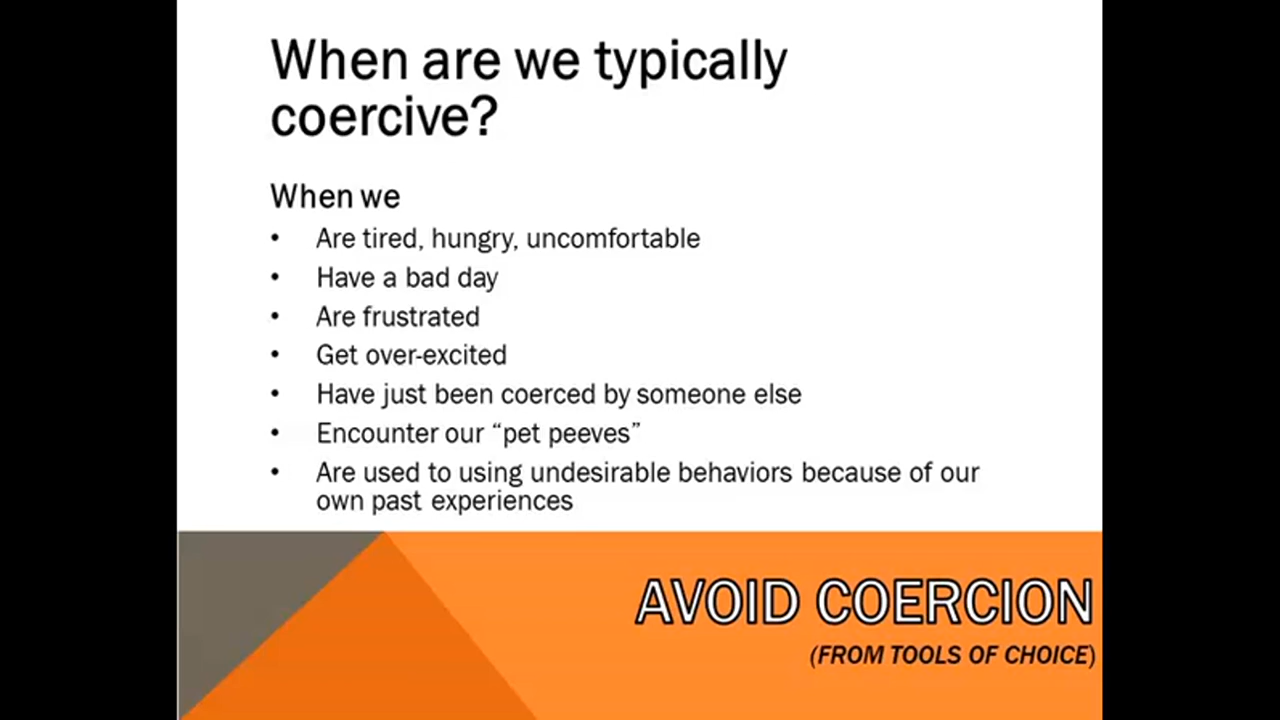 When are we typically
coercive?
When we
• Are tired, hungry, uncomfortable
• Have a bad day
• Are frustrated
• Get over-excited
• Have just been coerced by someone else
• Encounter our “pet peeves”
• Are used to using undesirable behaviors because of our
own past experiences
AVOID COERCION
(FROM TOOLS OF CHOICE)